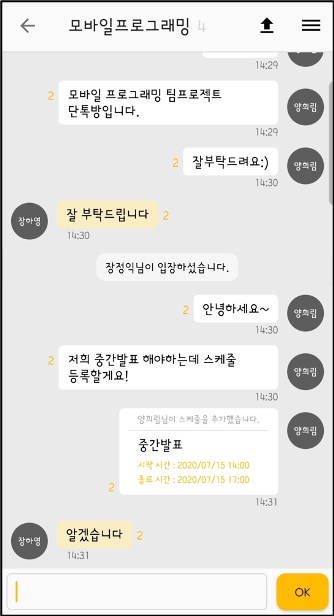 모바일프로그래밍 4
14:29
양희림
2
모바일 프로그래밍 팀프로젝트
단톡방입니다.
양희림
14:29
2
잘부탁드려요:)
양희림
14:30
장하영
잘 부탁드립니다
2
14:30
장정익님이 입장하셨습니다.
2
안녕하세요~
양희림
14:30
2
저희 중간발표 해야하는데 스케줄
등록할게요!
양희림
14:30
양희림님이 스케줄을 추가했습니다.
양희림
중간발표
시작 시간 : 2020/07/15 14:00
종료 시간 : 2020/07/15 17:00
2
14:31
장하영
알겠습니다
2
14:31
OK